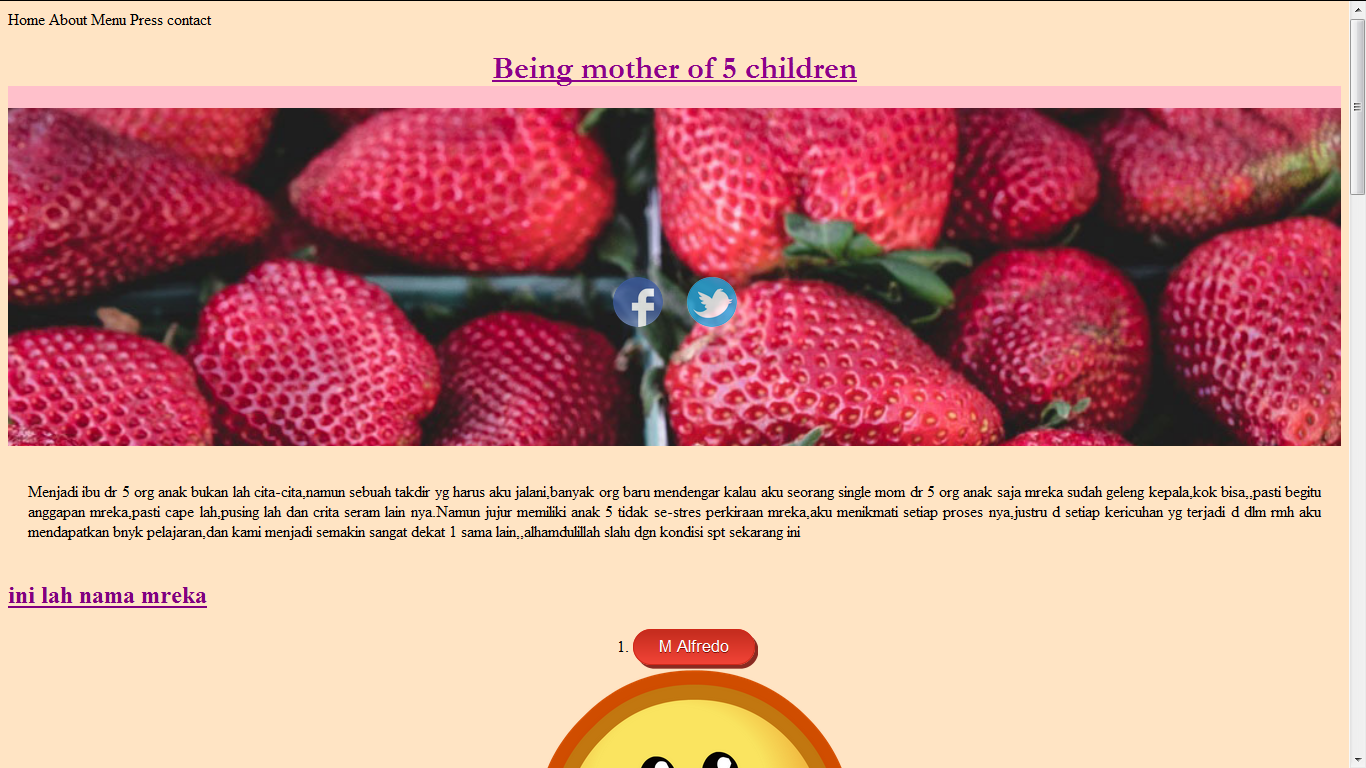 Home About Menu Press contact
Being mother of 5 children
Menjadi ibu dr 5 org anak bukan lah cita-cita,namun sebuah takdir yg harus aku jalani,banyak org baru mendengar kalau aku seorang single mom dr 5 org anak saja mreka sudah geleng kepala,kok bisa,,pasti begitu
anggapan mreka,pasti cape lah,pusing lah dan crita seram lain nya.Namun jujur memiliki anak 5 tidak se-stres perkiraan mreka,aku menikmati setiap proses nya,justru d setiap kericuhan yg terjadi d dlm rmh aku
mendapatkan bnyk pelajaran,dan kami menjadi semakin sangat dekat 1 sama lain,,alhamdulillah slalu dgn kondisi spt sekarang ini
ini lah nama mreka
1. M Alfredo